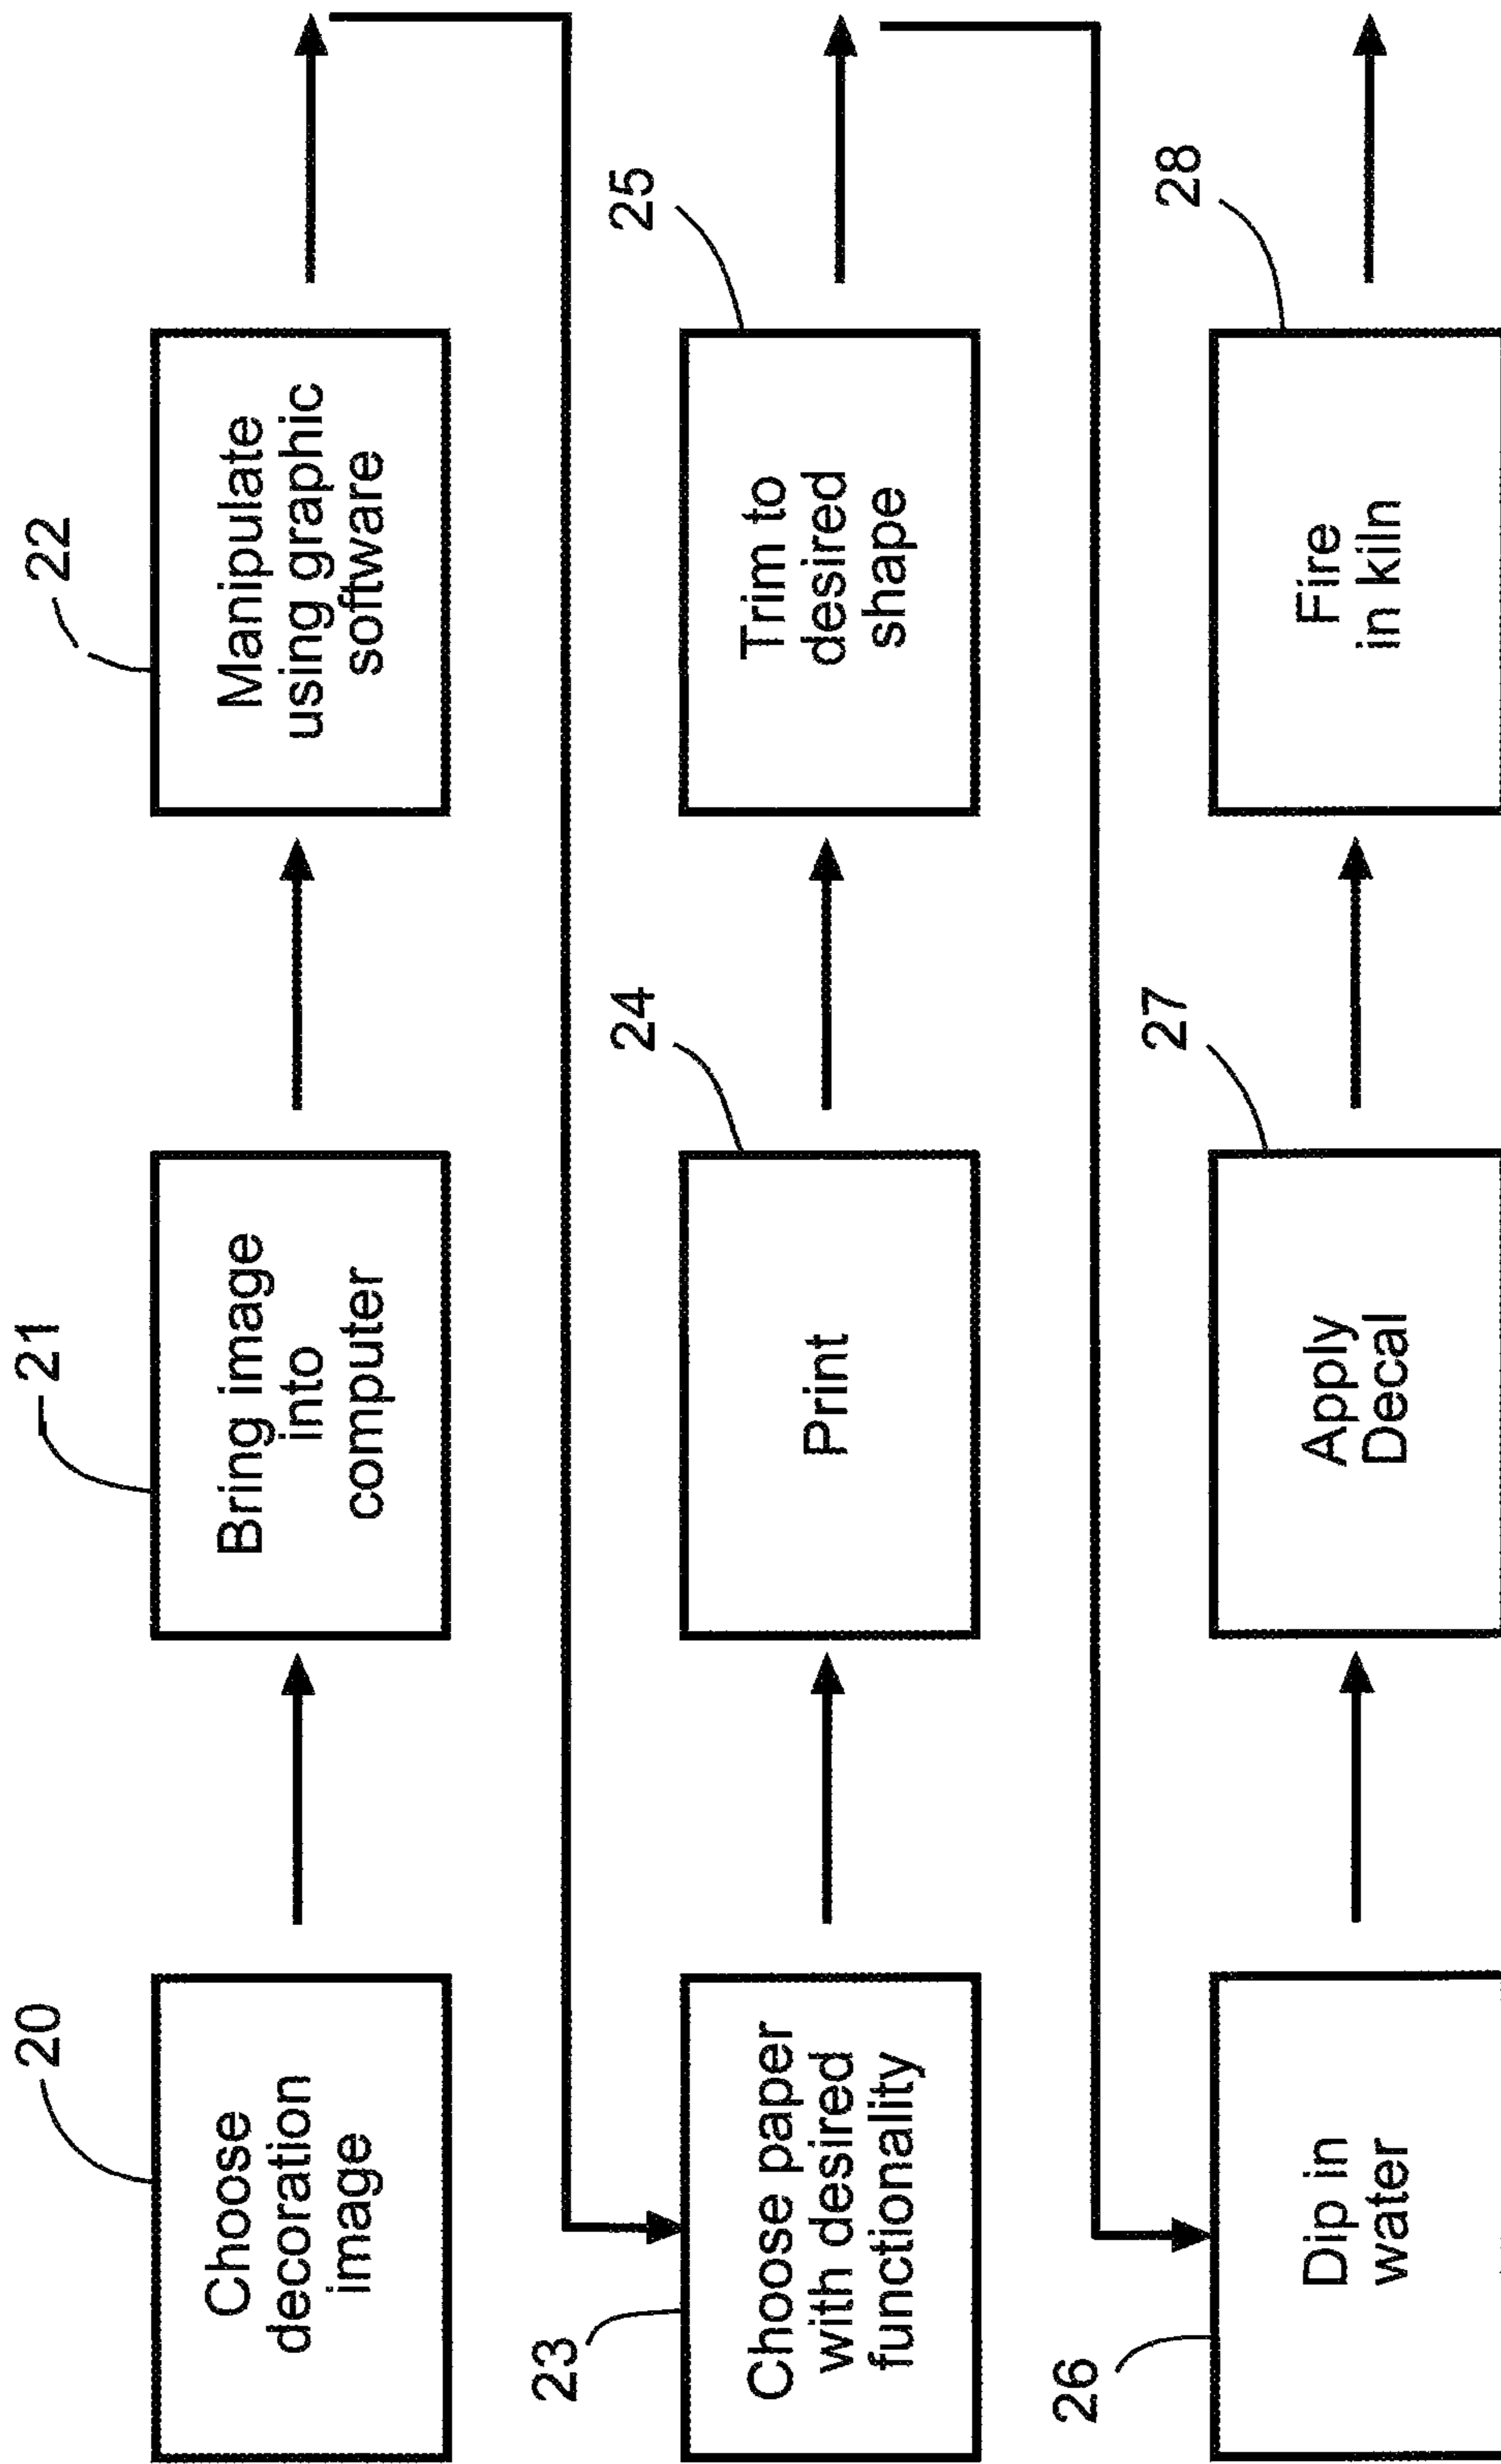 20
Choose
decoration
image
21
Bring image
into
computer
22
Manipulate
using graphic
software
23
Choose paper
with desired
functionality
24
Print
25
Trim to
desired
shape
26
Dip in
water
27
Apply
Decal
28
Fire
in kiln